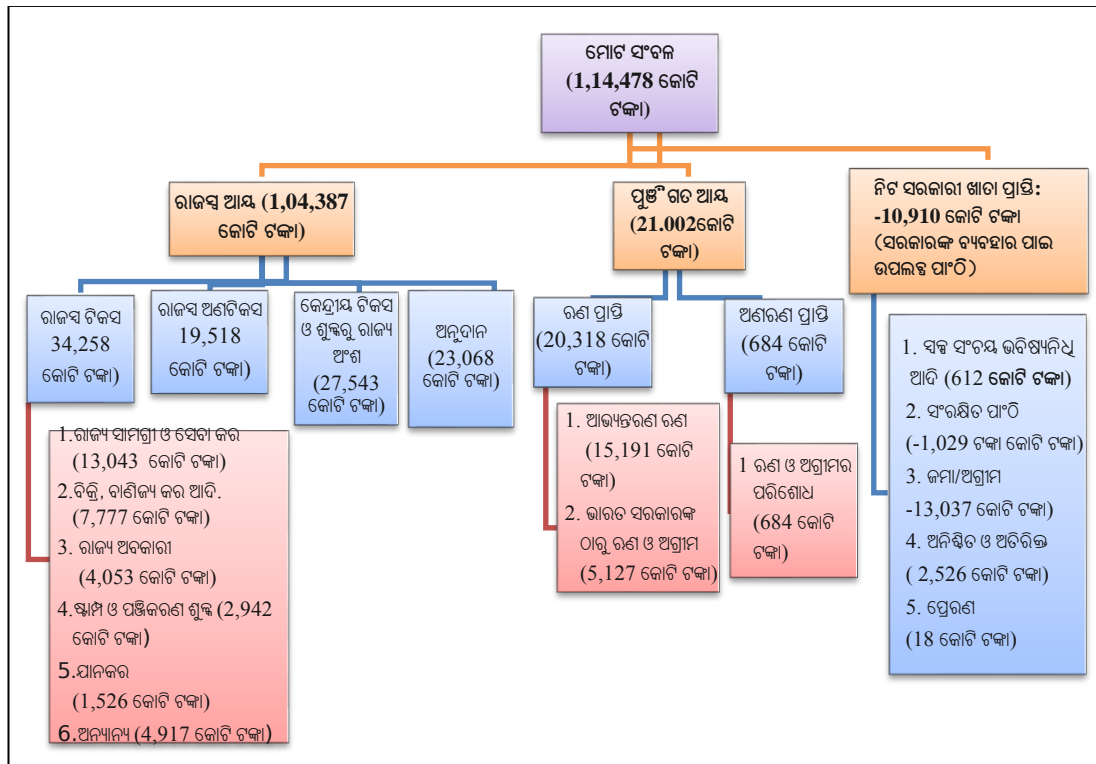 ମୋଟ ସଂବଳ
(1,14,478 କୋଟି
ଟଙ୍କା)
ରାଜସ୍ୱ ଆୟ (1,04,387
କୋଟି ଟଙ୍କା)
ପୁଞ୍ଜିଗତ ଆୟ
(21.002କୋଟି
ଟଙ୍କା)
ନିଟ ସରକାରୀ ଖାତା ପ୍ରାପ୍ତି:
-10,910 କୋଟି ଟଙ୍କା
(ସରକାରଙ୍କ ବ୍ୟବହାର ପାଇ
ଉପଲବ୍ଧ ପାଂଠି)
ରାଜସ୍ୱ ଟିକସ
34,258
କୋଟି ଟଙ୍କା)
ରାଜସ୍ୱ ଅଣଟିକସ
19,518
କୋଟି ଟଙ୍କା)
କେନ୍ଦ୍ରୀୟ ଟିକସ
ଓ ଶୁଳ୍କରୁ ରାଜ୍ୟ
ଅଂଶ
(27,543
କୋଟି ଟଙ୍କା)
ଅନୁଦାନ
(23,068
କୋଟି ଟଙ୍କା)
ଋଣ ପ୍ରାପ୍ତି
(20,318 କୋଟି
ଟଙ୍କା)
ଅଣଋଣ ପ୍ରାପ୍ତି
(684 କୋଟି
ଟଙ୍କା)
1.ରାଜ୍ୟ ସାମଗ୍ରୀ ଓ ସେବା କର
(13,043 କୋଟି ଟଙ୍କା)
2.ବିକ୍ରି, ବାଣିଜ୍ୟ କର ଆଦି.
(7,777 କୋଟି ଟଙ୍କା)
3. ରାଜ୍ୟ ଅବକାରୀ
(4,053 କୋଟି ଟଙ୍କା)
4.ଷ୍ଟାମ୍ପ ଓ ପଞ୍ଜିକରଣ ଶୁଳ୍କ (2,942
କୋଟି ଟଙ୍କା)
5.ଯାନକର
(1,526 କୋଟି ଟଙ୍କା)
6.ଅନ୍ୟାନ୍ୟ (4,917 କୋଟି ଟଙ୍କା)
1. ଆଭ୍ୟନ୍ତରଣ ଋଣ
(15,191 କୋଟି
ଟଙ୍କା)
2. ଭାରତ ସରକାରଙ୍କ
ଠାରୁ ଋଣ ଓ ଅଗ୍ରୀମ
(5,127 କୋଟି ଟଙ୍କା)
1 ଋଣ ଓ ଅଗ୍ରୀମର
ପରିଶୋଧ
(684 କୋଟି
ଟଙ୍କା)
1. ସ୍ୱଳ୍ପ ସଂଚୟ ଭବିଷ୍ୟନିଧି
ଆଦି (612 କୋଟି ଟଙ୍କା)
2. ସଂରକ୍ଷିତ ପାଂଠି
(-1,029 ଟଙ୍କା କୋଟି ଟଙ୍କା)
3. ଜମା/ଅଗ୍ରୀମ
-13,037 କୋଟି ଟଙ୍କା)
4. ଅନିଶ୍ଚିତ ଓ ଅତିରିକ୍ତ
( 2,526 କୋଟି ଟଙ୍କା)
5. ପ୍ରେରଣ
(18 କୋଟି ଟଙ୍କା)